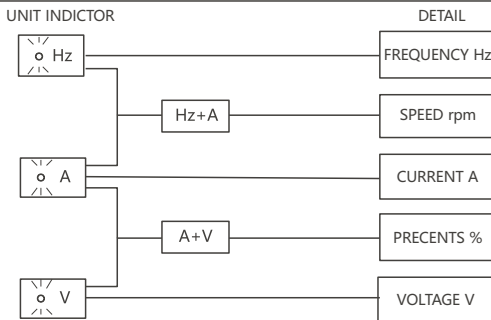 UNIT INDICTOR
DETAIL
Hz
FREQUENCY Hz
Hz+A
SPEED rpm
A
CURRENT A
A+V
PRECENTS %
V
VOLTAGE V